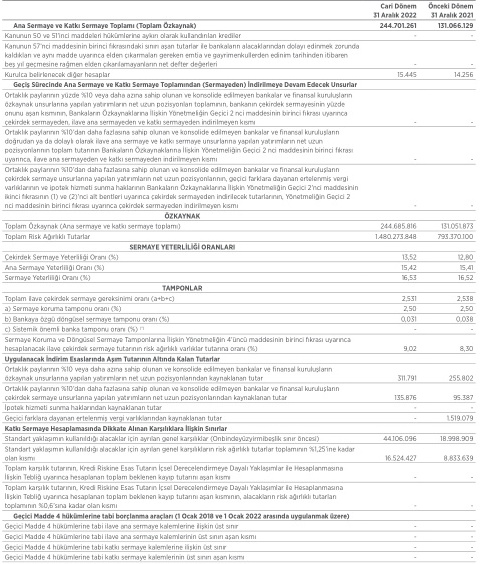 Cari Dönem Önceki Dönem
31 Aralık 2022 31 Aralık 2021
Ana Sermaye ve Katkı Sermaye Toplamı (Toplam Özkaynak) 244.701.261 131.066.129
Kanunun 50 ve 51'inci maddeleri hükümlerine aykırı olarak kullandırılan krediler - -
Kanunun 57'nci maddesinin birinci fıkrasındaki sınırı aşan tutarlar ile bankaların alacaklarından dolayı edinmek zorunda
kaldıkları ve aynı madde uyarınca elden çıkarmaları gereken emtia ve gayrimenkullerden edinim tarihinden itibaren
beş yıl geçmesine rağmen elden çıkarılamayanların net defter değerleri - -
Kurulca belirlenecek diğer hesaplar 15.445 14.256
Geçiş Sürecinde Ana Sermaye ve Katkı Sermaye Toplamından (Sermayeden) İndirilmeye Devam Edecek Unsurlar
Ortaklık paylarının yüzde %10 veya daha azına sahip olunan ve konsolide edilmeyen bankalar ve finansal kuruluşların
özkaynak unsurlarına yapılan yatırımların net uzun pozisyonları toplamının, bankanın çekirdek sermayesinin yüzde
onunu aşan kısmının, Bankaların Özkaynaklarına İlişkin Yönetmeliğin Geçici 2 nci maddesinin birinci fıkrası uyarınca
çekirdek sermayeden, ilave ana sermayeden ve katkı sermayeden indirilmeyen kısmı - -
Ortaklık paylarının %10'dan daha fazlasına sahip olunan ve konsolide edilmeyen bankalar ve finansal kuruluşların
doğrudan ya da dolaylı olarak ilave ana sermaye ve katkı sermaye unsurlarına yapılan yatırımların net uzun
pozisyonlarının toplam tutarının Bankaların Özkaynaklarına İlişkin Yönetmeliğin Geçici 2 nci maddesinin birinci fıkrası
uyarınca, ilave ana sermayeden ve katkı sermayeden indirilmeyen kısmı - -
Ortaklık paylarının %10'dan daha fazlasına sahip olunan ve konsolide edilmeyen bankalar ve finansal kuruluşların
çekirdek sermaye unsurlarına yapılan yatırımların net uzun pozisyonlarının, geçici farklara dayanan ertelenmiş vergi
varlıklarının ve ipotek hizmeti sunma haklarının Bankaların Özkaynaklarına İlişkin Yönetmeliğin Geçici 2'nci maddesinin
ikinci fıkrasının (1) ve (2)'nci alt bentleri uyarınca çekirdek sermayeden indirilecek tutarlarının, Yönetmeliğin Geçici 2
nci maddesinin birinci fıkrası uyarınca çekirdek sermayeden indirilmeyen kısmı - -
ÖZKAYNAK
Toplam Özkaynak (Ana sermaye ve katkı sermaye toplamı) 244.685.816 131.051.873
Toplam Risk Ağırlıklı Tutarlar 1.480.273.848 793.370.100
SERMAYE YETERLİLİĞİ ORANLARI
Çekirdek Sermaye Yeterliliği Oranı (%) 13,52 12,80
Ana Sermaye Yeterliliği Oranı (%) 15,42 15,41
Sermaye Yeterliliği Oranı (%) 16,53 16,52
TAMPONLAR
Toplam ilave çekirdek sermaye gereksinimi oranı (a+b+c) 2,531 2,538
a) Sermaye koruma tamponu oranı (%) 2,50 2,50
b) Bankaya özgü döngüsel sermaye tamponu oranı (%) 0,031 0,038
c) Sistemik önemli banka tamponu oranı (%) (*) - -
Sermaye Koruma ve Döngüsel Sermaye Tamponlarına İlişkin Yönetmeliğin 4'üncü maddesinin birinci fıkrası uyarınca
hesaplanacak ilave çekirdek sermaye tutarının risk ağırlıklı varlıklar tutarına oranı (%) 9,02 8,30
Uygulanacak İndirim Esaslarında Aşım Tutarının Altında Kalan Tutarlar
Ortaklık paylarının %10 veya daha azına sahip olunan ve konsolide edilmeyen bankalar ve finansal kuruluşların
özkaynak unsurlarına yapılan yatırımların net uzun pozisyonlarından kaynaklanan tutar 311.791 255.802
Ortaklık paylarının %10'dan daha fazlasına sahip olunan ve konsolide edilmeyen bankalar ve finansal kuruluşların
çekirdek sermaye unsurlarına yapılan yatırımların net uzun pozisyonlarından kaynaklanan tutar 135.876 95.387
İpotek hizmeti sunma haklarından kaynaklanan tutar - -
Geçici farklara dayanan ertelenmiş vergi varlıklarından kaynaklanan tutar - 1.519.079
Katkı Sermaye Hesaplamasında Dikkate Alınan Karşılıklara İlişkin Sınırlar
Standart yaklaşımın kullanıldığı alacaklar için ayrılan genel karşılıklar (Onbindeyüzyirmibeşlik sınır öncesi) 44.106.096 18.998.909
Standart yaklaşımın kullanıldığı alacaklar için ayrılan genel karşılıkların risk ağırlıklı tutarlar toplamının %1,25'ine kadar
olan kısmı 16.524.427 8.833.639
Toplam karşılık tutarının, Kredi Riskine Esas Tutarın İçsel Derecelendirmeye Dayalı Yaklaşımlar ile Hesaplanmasına
İlişkin Tebliğ uyarınca hesaplanan toplam beklenen kayıp tutarını aşan kısmı - -
Toplam karşılık tutarının, Kredi Riskine Esas Tutarın İçsel Derecelendirmeye Dayalı Yaklaşımlar ile Hesaplanmasına
İlişkin Tebliğ uyarınca hesaplanan toplam beklenen kayıp tutarını aşan kısmının, alacakların risk ağırlıklı tutarları
toplamının %0,6'sına kadar olan kısmı - -
Geçici Madde 4 hükümlerine tabi borçlanma araçları (1 Ocak 2018 ve 1 Ocak 2022 arasında uygulanmak üzere)
Geçici Madde 4 hükümlerine tabi ilave ana sermaye kalemlerine ilişkin üst sınır - -
Geçici Madde 4 hükümlerine tabi ilave ana sermaye kalemlerinin üst sınırı aşan kısmı - -
Geçici Madde 4 hükümlerine tabi katkı sermaye kalemlerine ilişkin üst sınır - -
Geçici Madde 4 hükümlerine tabi katkı sermaye kalemlerinin üst sınırı aşan kısmı - -